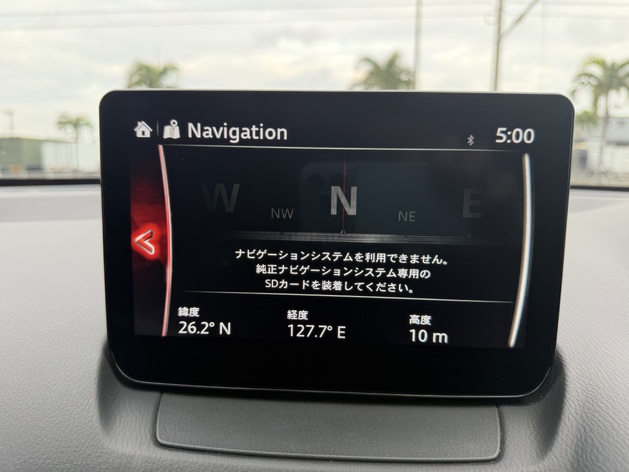 Navigation 5:00
W NW N NE E
ナビゲーションシステムを利用できません。
純正ナビゲーションシステム専用の
SDカードを装着してください。
緯度 経度 高度
26.2° N 127.7° E 10 m